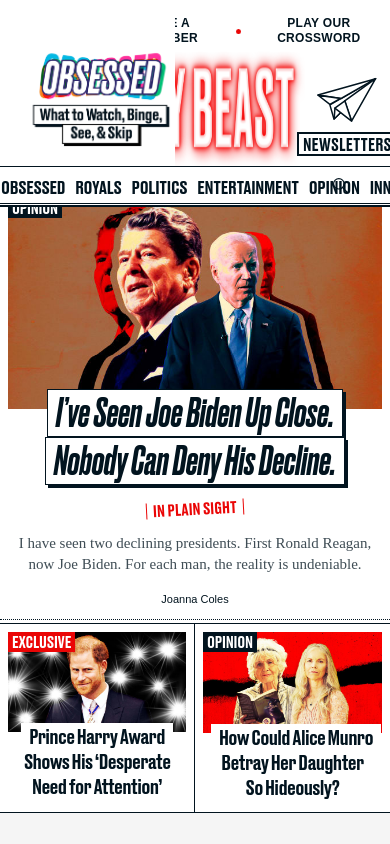 E A
BER
PLAY OUR
CROSSWORD
OBSESSED
What to Watch, Binge,
See, & Skip
Y BEAST
NEWSLETTERS
OBSESSED ROYALS POLITICS ENTERTAINMENT OPINION INN
OPINION
I’ve Seen Joe Biden Up Close.
Nobody Can Deny His Decline.
IN PLAIN SIGHT
I have seen two declining presidents. First Ronald Reagan,
now Joe Biden. For each man, the reality is undeniable.
Joanna Coles
EXCLUSIVE
Prince Harry Award
Shows His ‘Desperate
Need for Attention’
OPINION
How Could Alice Munro
Betray Her Daughter
So Hideously?